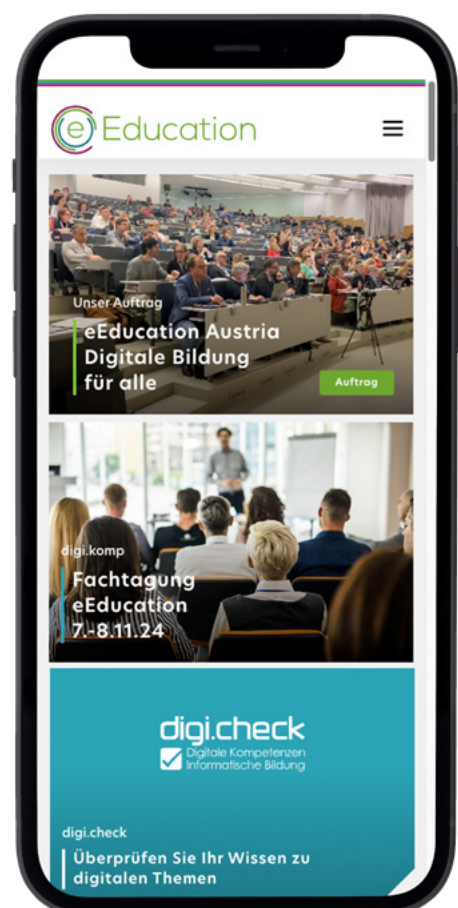 eEducation
Unser Auftrag
eEducation Austria
Digitale Bildung
für alle
Auftrag
digi.komp
Fachtagung
eEducation
7.-8.11.24
digi.check
Digitale Kompetenzen
Informatische Bildung
digi.check
Überprüfen Sie Ihr Wissen zu
digitalen Themen